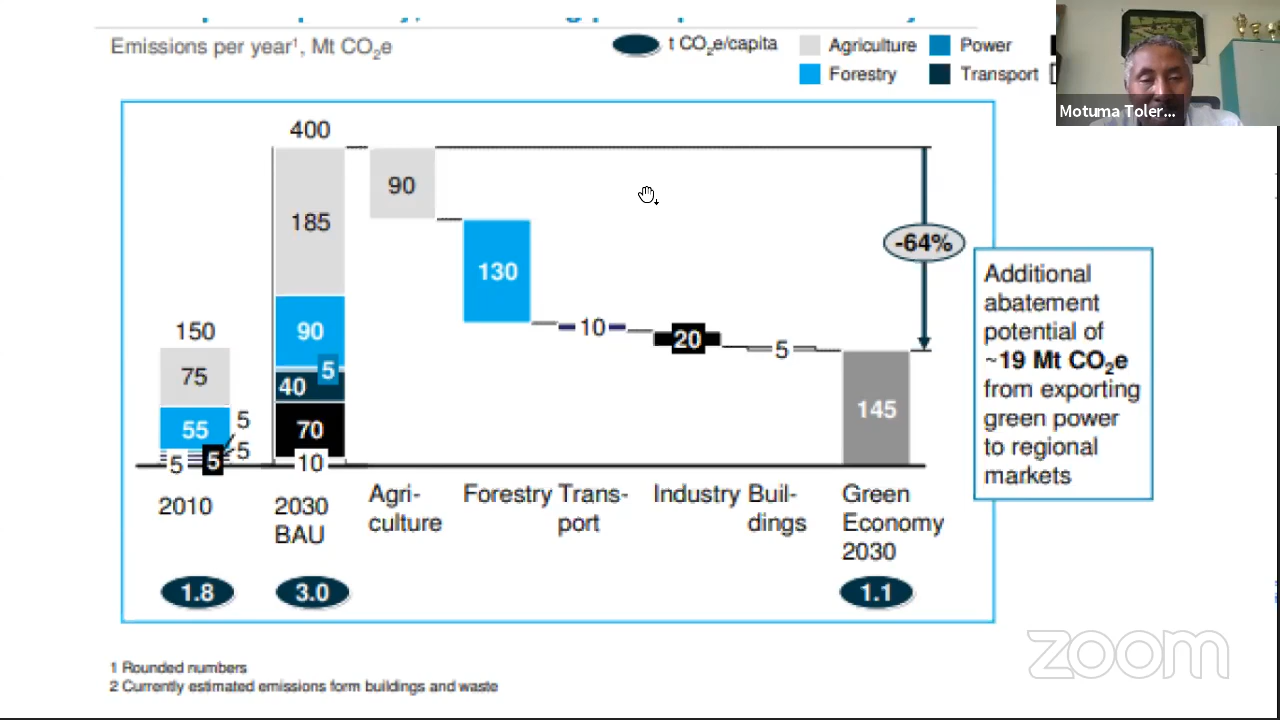 Emissions per year¹, Mt CO₂e
t CO₂e/capita
Agriculture
Power
Forestry
Transport
Motuma Toler...
400
90
185
-64%
130
Additional
abatement
potential of
~19 Mt CO₂e
from exporting
green power
to regional
markets
150
90
10
20
5
75
5
40
145
55
5
70
5
5
5
10
2010
2030
BAU
Agri-
culture
Forestry
Trans-
port
Industry
Buil-
dings
Green
Economy
2030
1.8
3.0
1.1
zoom
1 Rounded numbers
2 Currently estimated emissions form buildings and waste